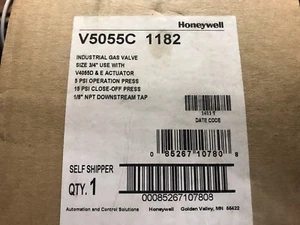 Honeywell
V5055C 1182
INDUSTRIAL GAS VALVE
SIZE 3/4" USE WITH
V4055D & E ACTUATOR
5 PSI OPERATION PRESS
15 PSI CLOSE-OFF PRESS
1/8" NPT DOWNSTREAM TAP
DATE CODE
0 85267 10780 8
SELF SHIPPER
QTY. 1
00085267107808
Automation and Control Solutions Honeywell Golden Valley, MN 55422